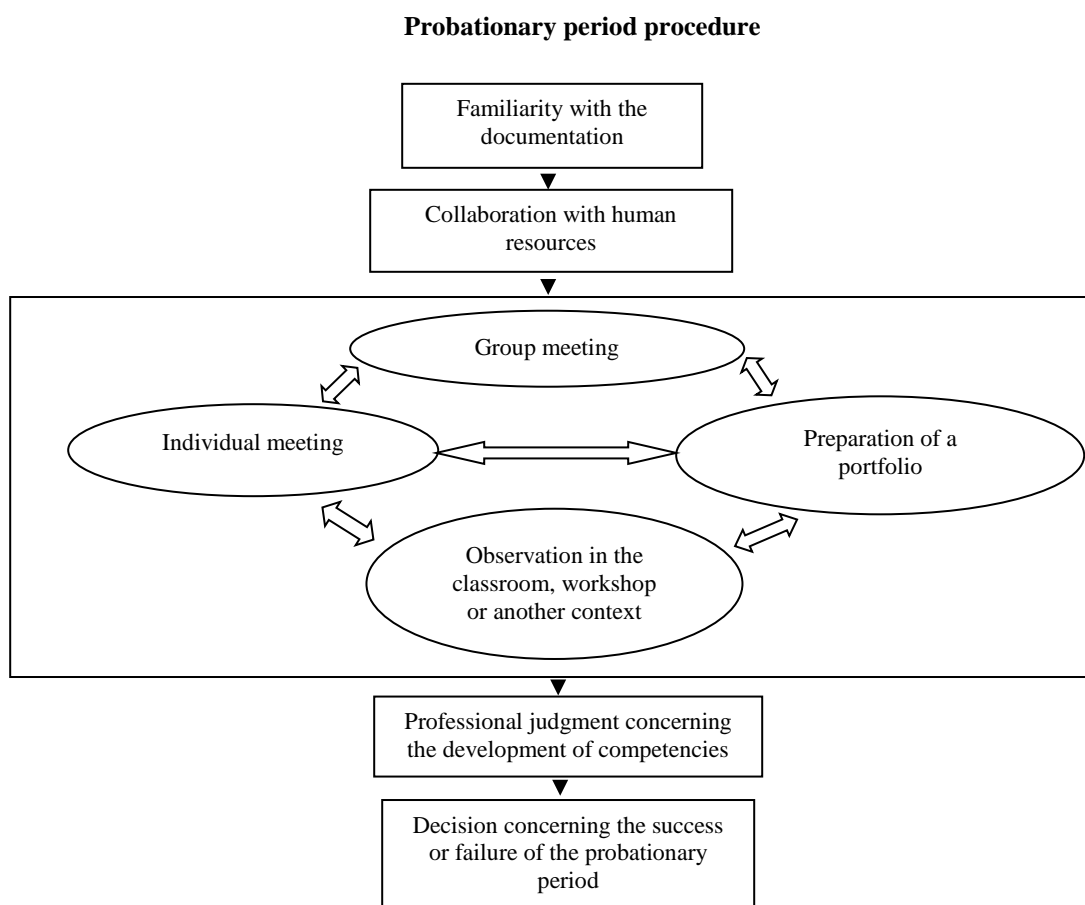 Probationary period procedure
Familiarity with the
documentation
Collaboration with human
resources
Group meeting
Individual meeting
Preparation of a
portfolio
Observation in the
classroom, workshop
or another context
Professional judgment concerning
the development of competencies
Decision concerning the success
or failure of the probationary
period